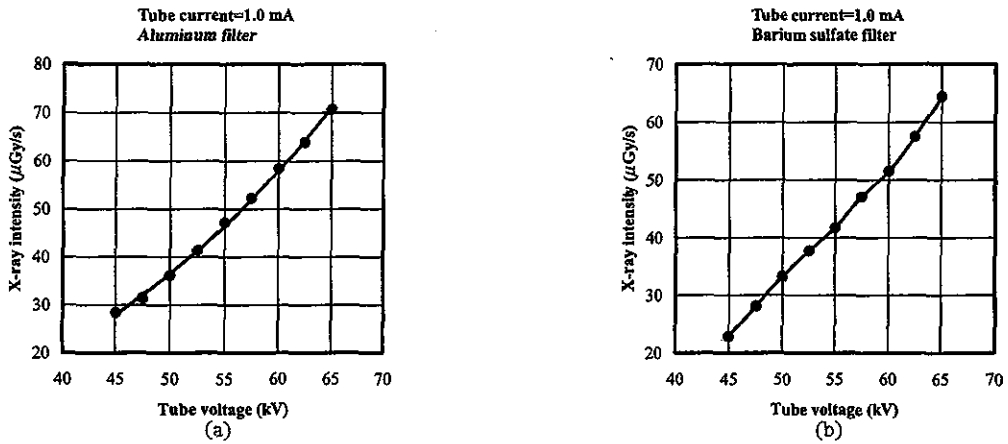 Tube current=1.0 mA
Aluminum filter
80
70
60
50
40
30
20
40 45 50 55 60 65 70
X-ray intensity (μGy/s)
Tube voltage (kV)
(a)
Tube current=1.0 mA
Barium sulfate filter
70
60
50
40
30
20
40 45 50 55 60 65 70
X-ray intensity (μGy/s)
Tube voltage (kV)
(b)